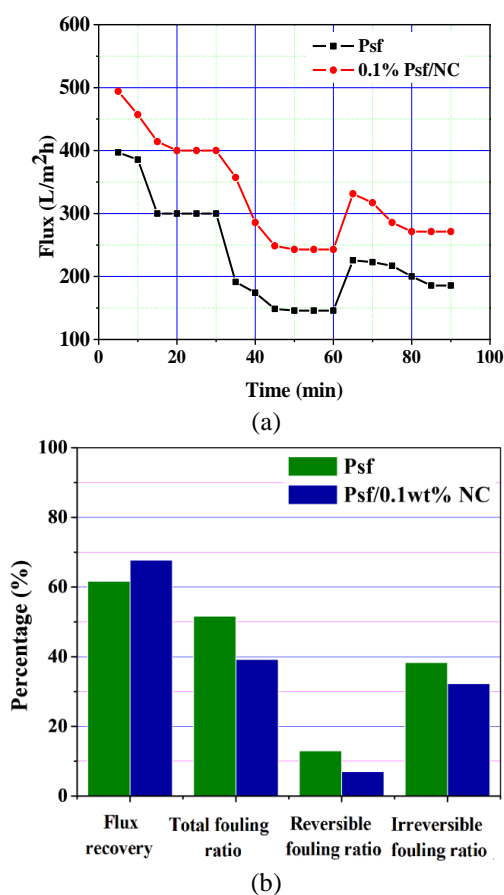 600
500
400
300
200
100
Flux (L/m²h)
Psf
0.1% Psf/NC
0 20 40 60 80 100
Time (min)
(a)
100
80
60
40
20
0
Percentage (%)
Psf
Psf/0.1wt% NC
Flux Total fouling Reversible Irreversible
recovery ratio fouling ratio fouling ratio
(b)